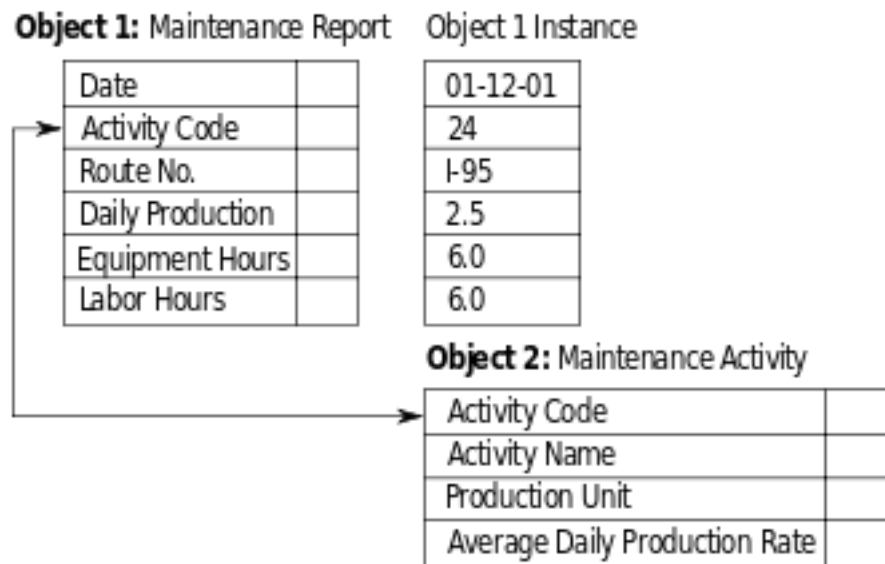 Object 1: Maintenance Report Object 1 Instance
Date 01-12-01
Activity Code 24
Route No. I-95
Daily Production 2.5
Equipment Hours 6.0
Labor Hours 6.0
Object 2: Maintenance Activity
Activity Code
Activity Name
Production Unit
Average Daily Production Rate